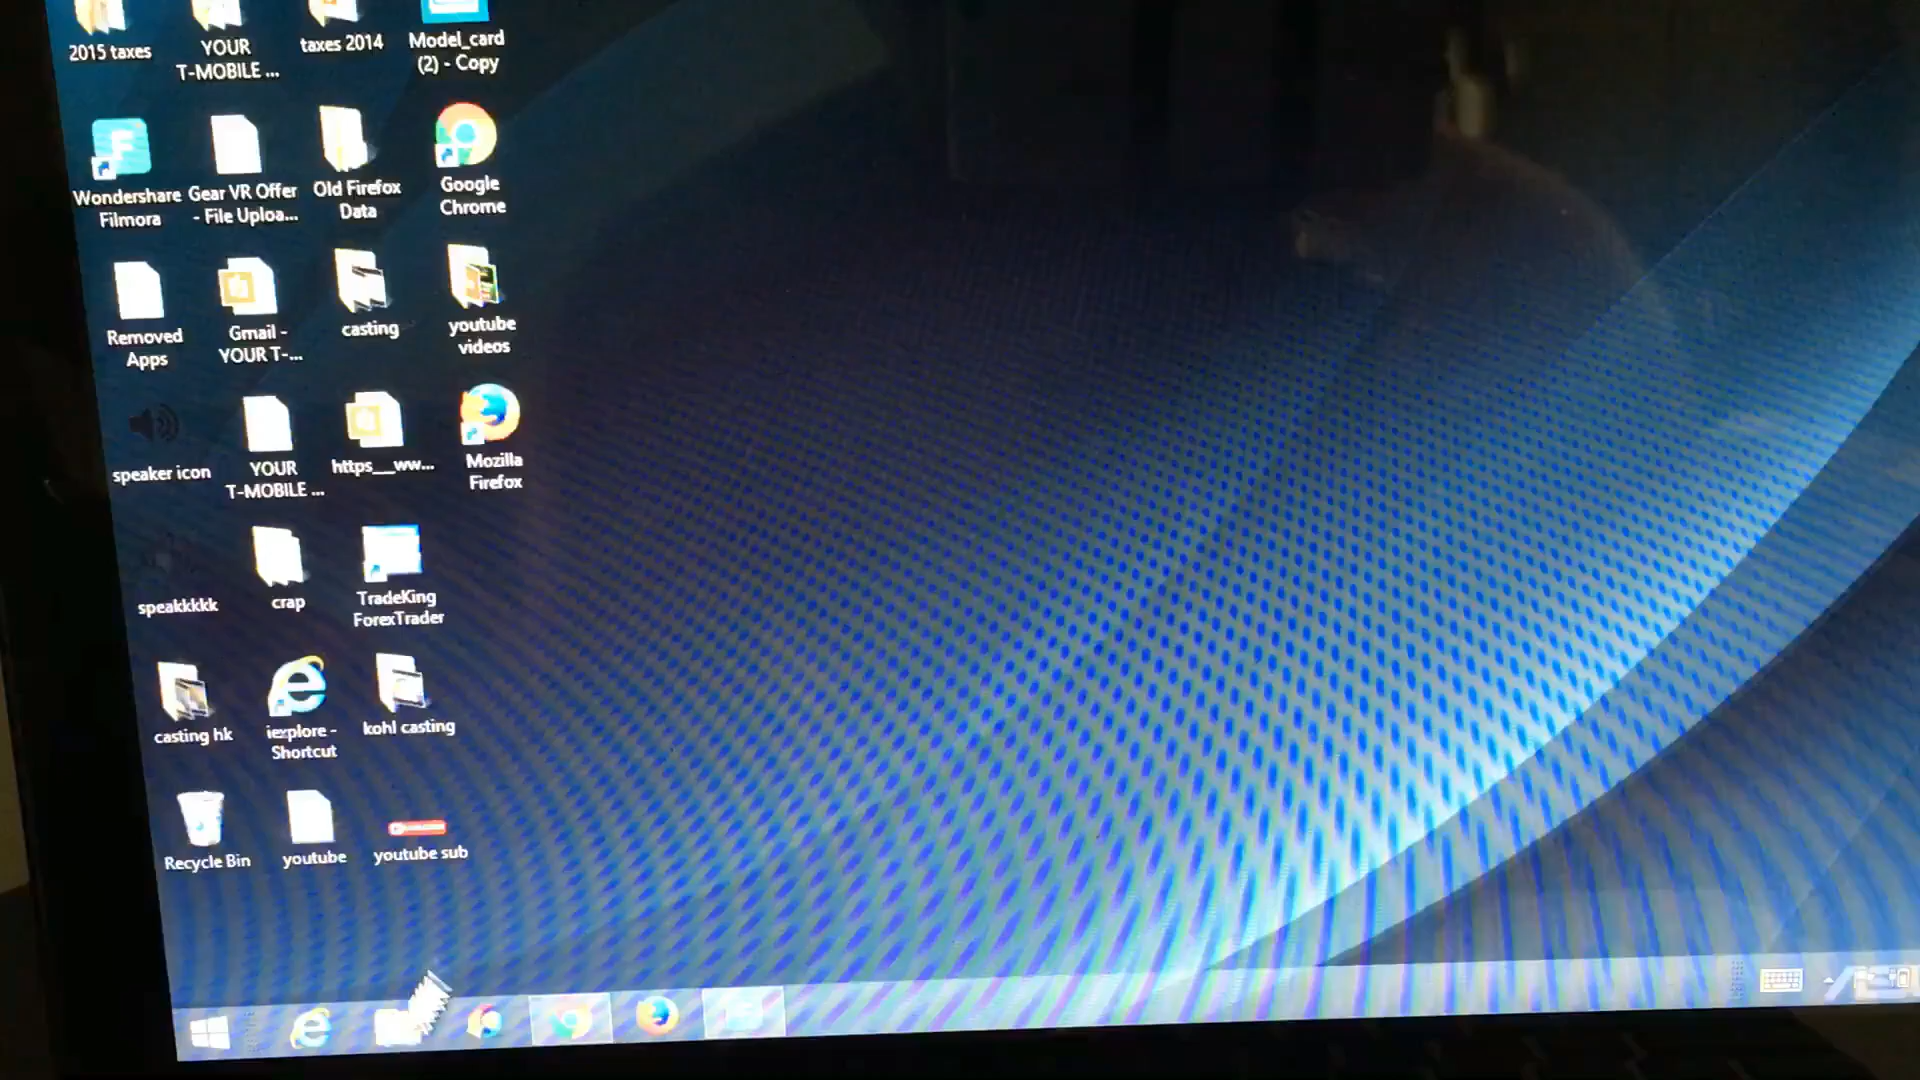 2015 taxes
YOUR
T-MOBILE ...
taxes 2014
Model_card
(2) - Copy
Wondershare
Filmora
Gear VR Offer
- File Uploa...
Old Firefox
Data
Google
Chrome
Removed
Apps
Gmail -
YOUR T-...
casting
youtube
videos
speaker icon
YOUR
T-MOBILE ...
https__ww...
Mozilla
Firefox
speakkkkk
crap
TradeKing
ForexTrader
casting hk
iexplore -
Shortcut
kohl casting
Recycle Bin
youtube
youtube sub